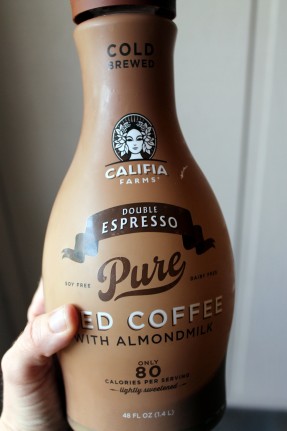 COLD
BREWED
CALIFIA
FARMS
DOUBLE
ESPRESSO
Pure
SOY FREE DAIRY FREE
ED COFFEE
WITH ALMONDMILK
ONLY
80
CALORIES PER SERVING
lightly sweetened
48 FL OZ (1.4 L)